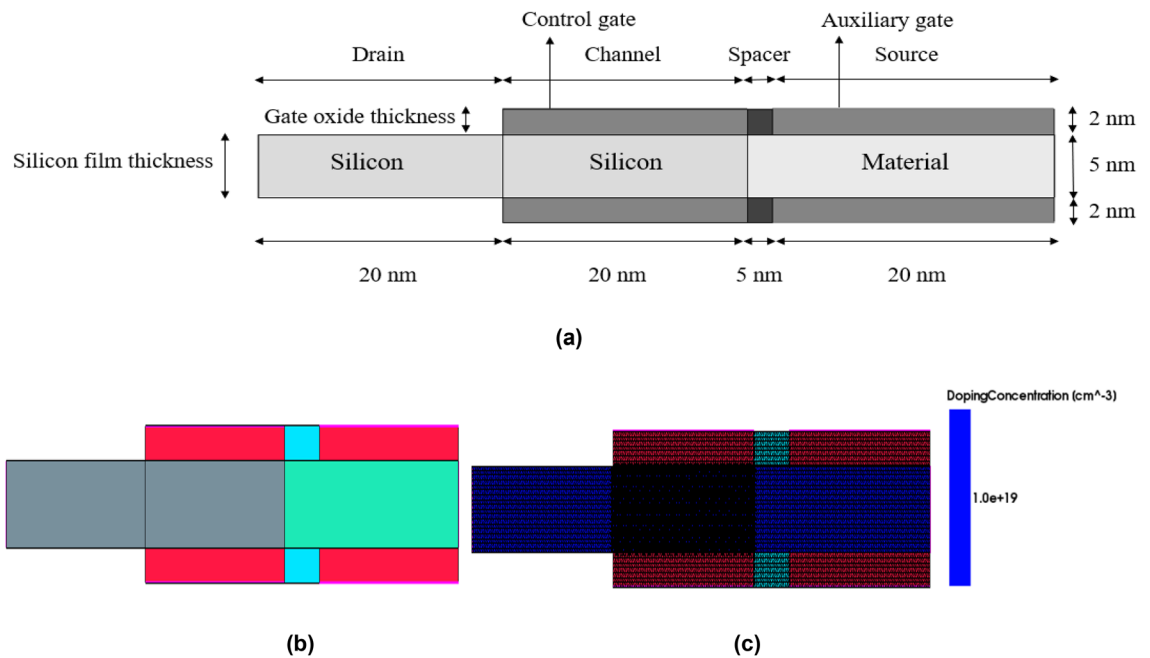 Control gate
Auxiliary gate
Drain
Channel
Spacer
Source
Gate oxide thickness
2 nm
Silicon film thickness
Silicon
Silicon
Material
5 nm
2 nm
20 nm
20 nm
5 nm
20 nm
(a)
DopingConcentration (cm^-3)
1.0e+19
(b)
(c)